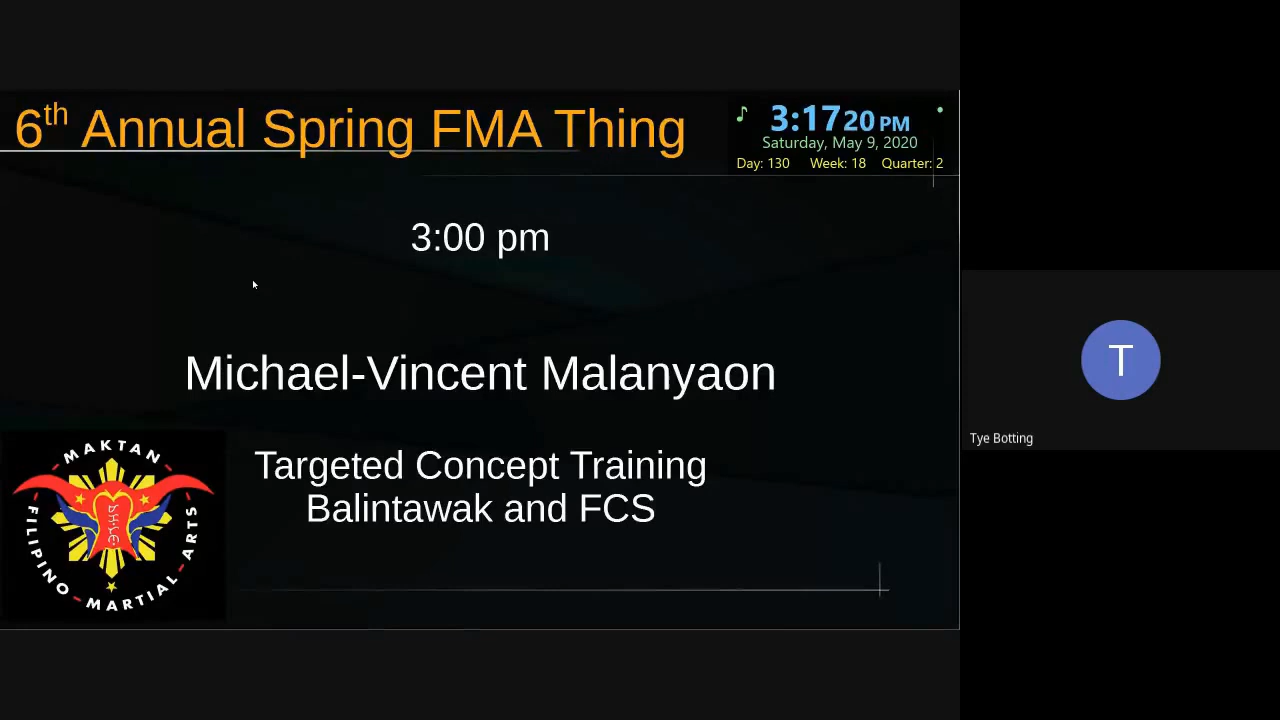 6th Annual Spring FMA Thing
3:17 20 PM
Saturday, May 9, 2020
Day: 130 Week: 18 Quarter: 2
3:00 pm
Michael-Vincent Malanyaon
Targeted Concept Training
Balintawak and FCS
MAKTAN
FILIPINO - MARTIAL - ARTS
T
Tye Botting